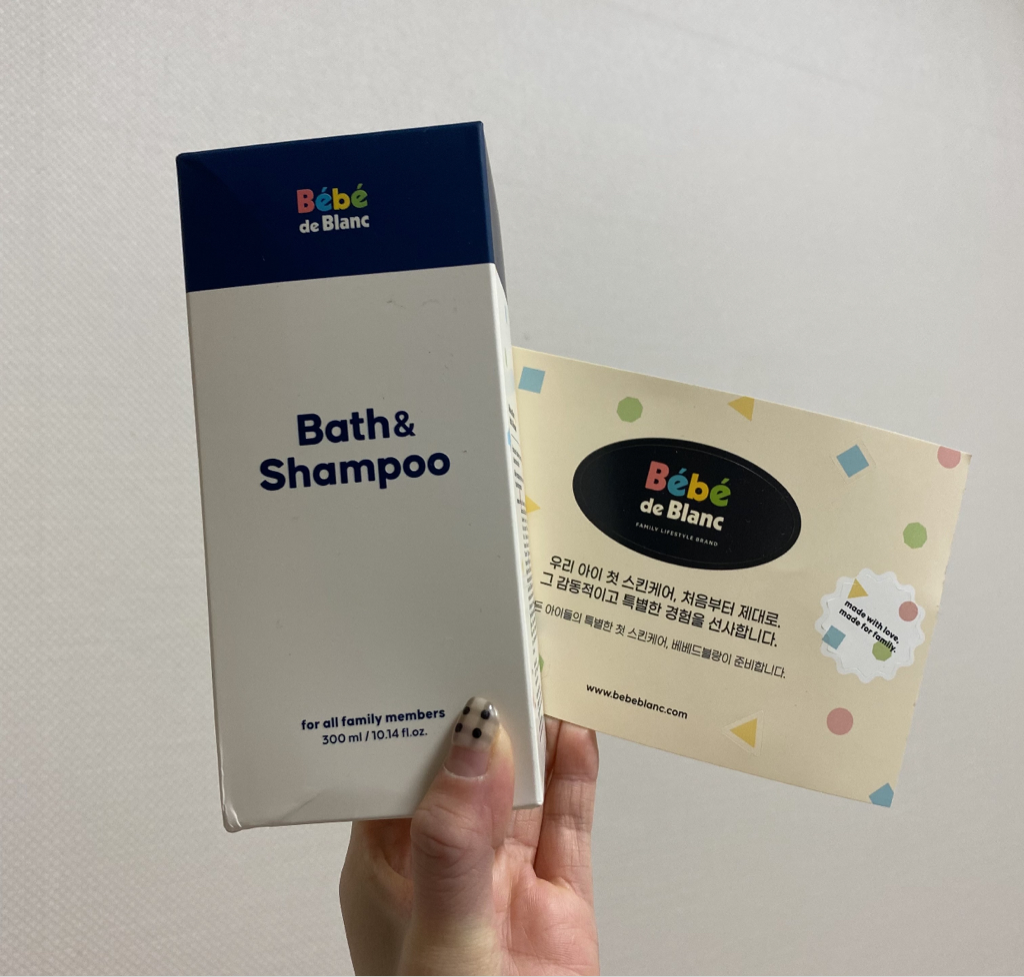 Bébé
de Blanc
Bath&
Shampoo
for all family members
300 ml / 10.14 fl.oz.
Bébé
de Blanc
FAMILY LIFESTYLE BRAND
우리 아이 첫 스킨케어, 처음부터 제대로.
그 감동적이고 특별한 경험을 선사합니다.
아이들의 특별한 첫 스킨케어, 베베드블랑이 준비합니다.
www.bebeblanc.com
made with love.
made for family.